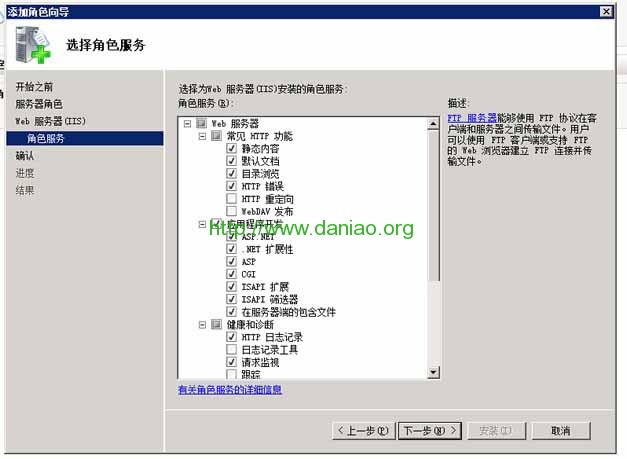 添加角色向导
选择角色服务
开始之前
服务器角色
Web 服务器(IIS)
角色服务
确认
进度
结果
选择为Web 服务器(IIS)安装的角色服务:
角色服务(R):
Web 服务器
常见 HTTP 功能
静态内容
默认文档
目录浏览
HTTP 错误
HTTP 重定向
WebDAV 发布
应用程序开发
http://www.daniao.org
ASP.NET
.NET 扩展性
ASP
CGI
ISAPI 扩展
ISAPI 筛选器
在服务器端的包含文件
健康和诊断
HTTP 日志记录
日志记录工具
请求监视
跟踪
有关角色服务的详细信息
描述:
FTP 服务器能够使用 FTP 协议在客
户端和服务器之间传输文件。用户
可以使用 FTP 客户端或支持 FTP
的 Web 浏览器建立 FTP 连接并传
输文件。
< 上一步(P)
下一步(N) >
安装(I)
取消